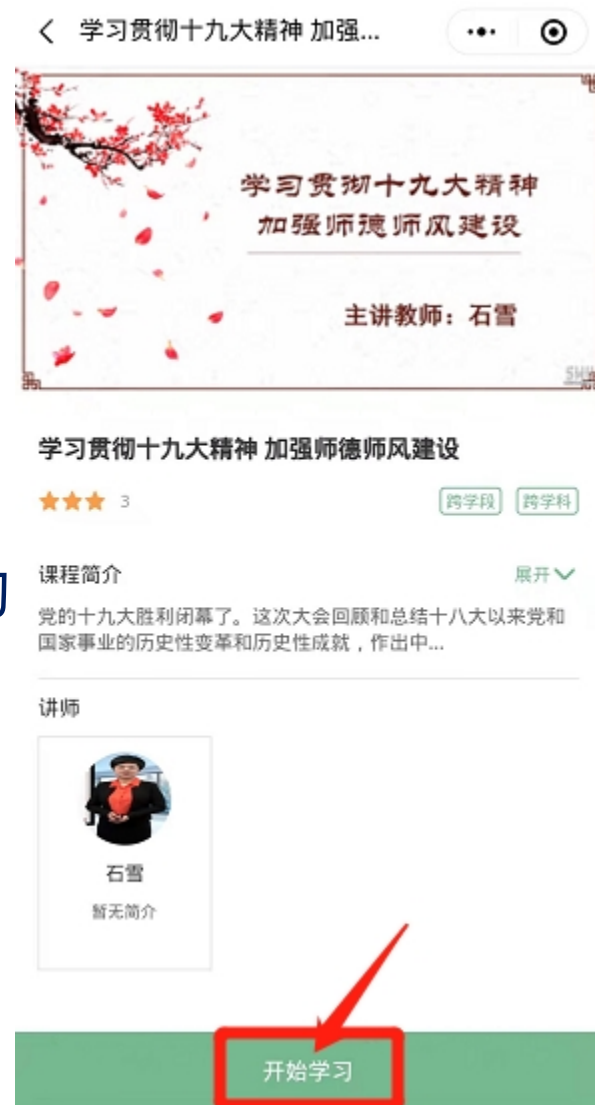 学习贯彻十九大精神 加强...
学习贯彻十九大精神
加强师德师风建设
主讲教师：石雪
学习贯彻十九大精神 加强师德师风建设
3
跨学段 跨学科
课程简介
展开
党的十九大胜利闭幕了。这次大会回顾和总结十八大以来党和
国家事业的历史性变革和历史性成就，作出中...
讲师
石雪
暂无简介
开始学习